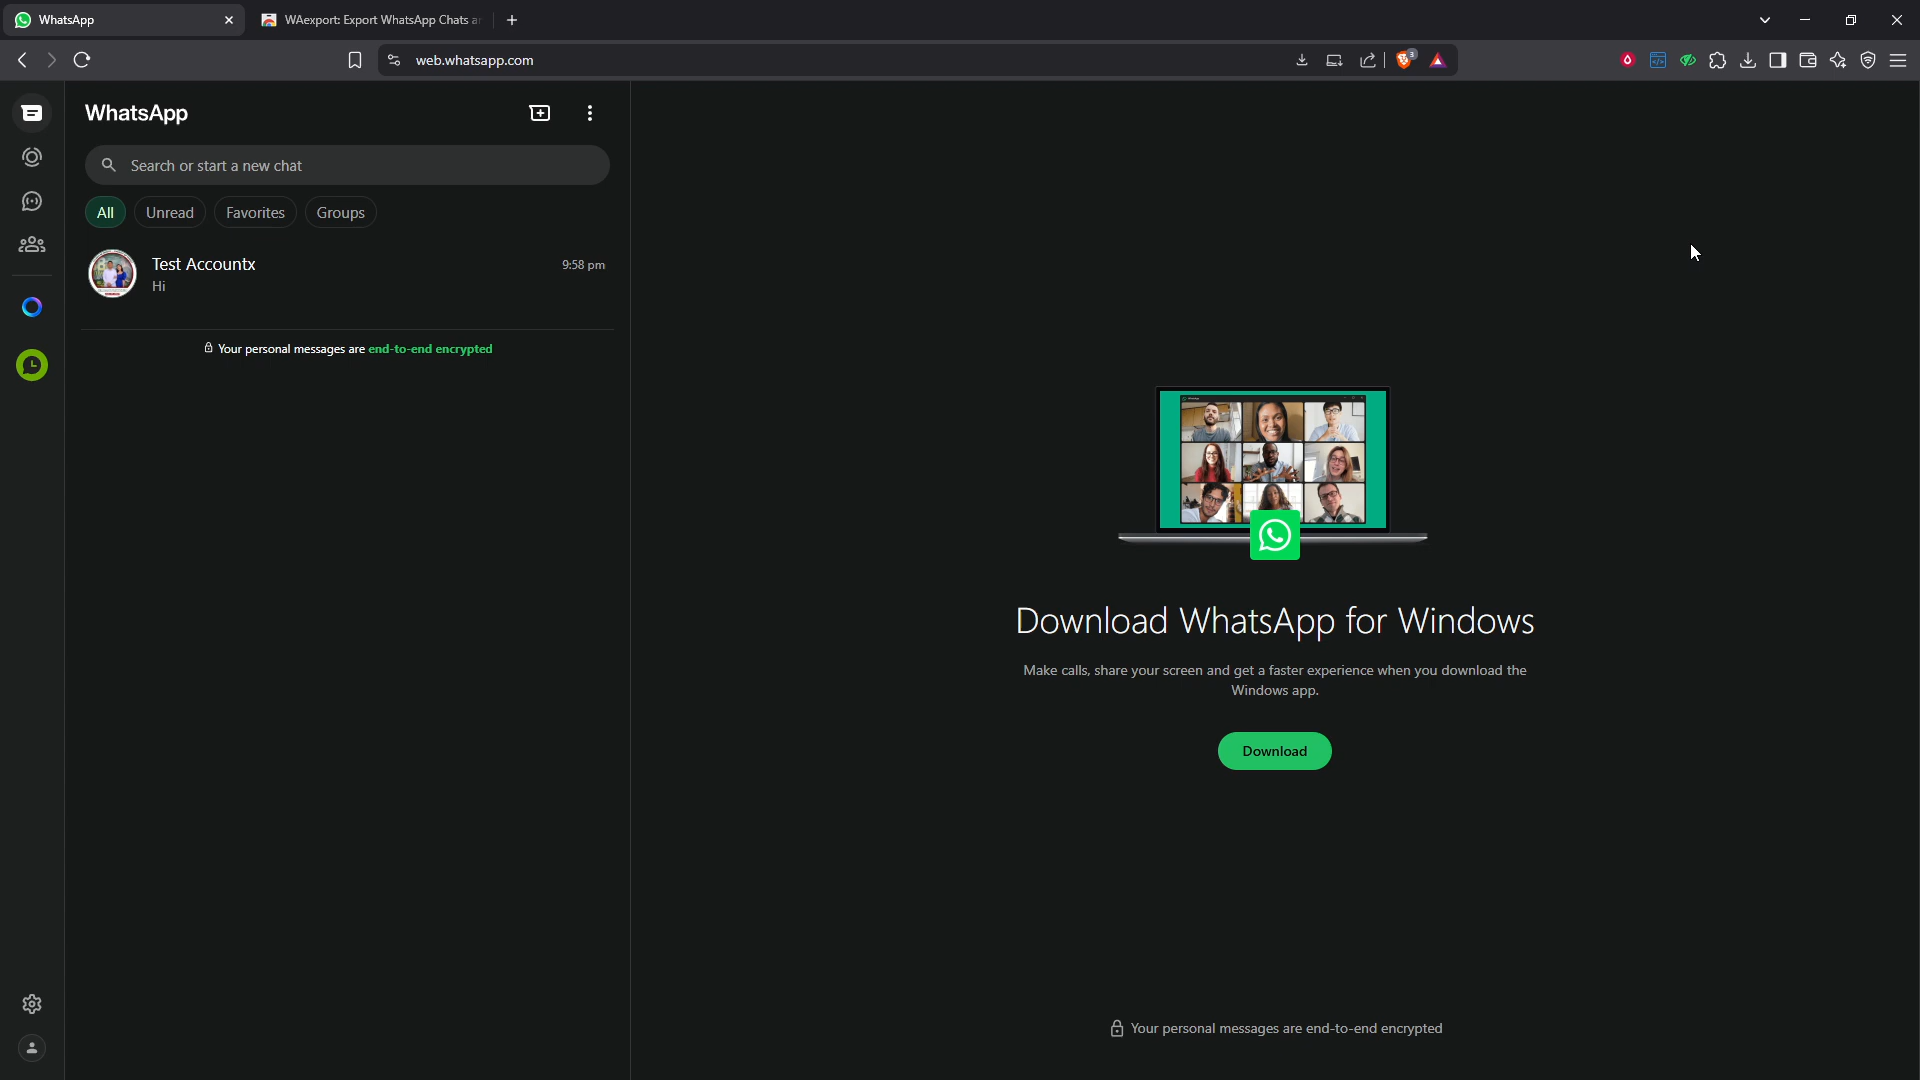 WhatsApp
WAexport: Export WhatsApp Chats
web.whatsapp.com
3
WhatsApp
Search or start a new chat
All
Unread
Favorites
Groups
Test Accountx
9:58 pm
Hi
Your personal messages are end-to-end encrypted
Download WhatsApp for Windows
Make calls, share your screen and get a faster experience when you download the
Windows app.
Download
Your personal messages are end-to-end encrypted